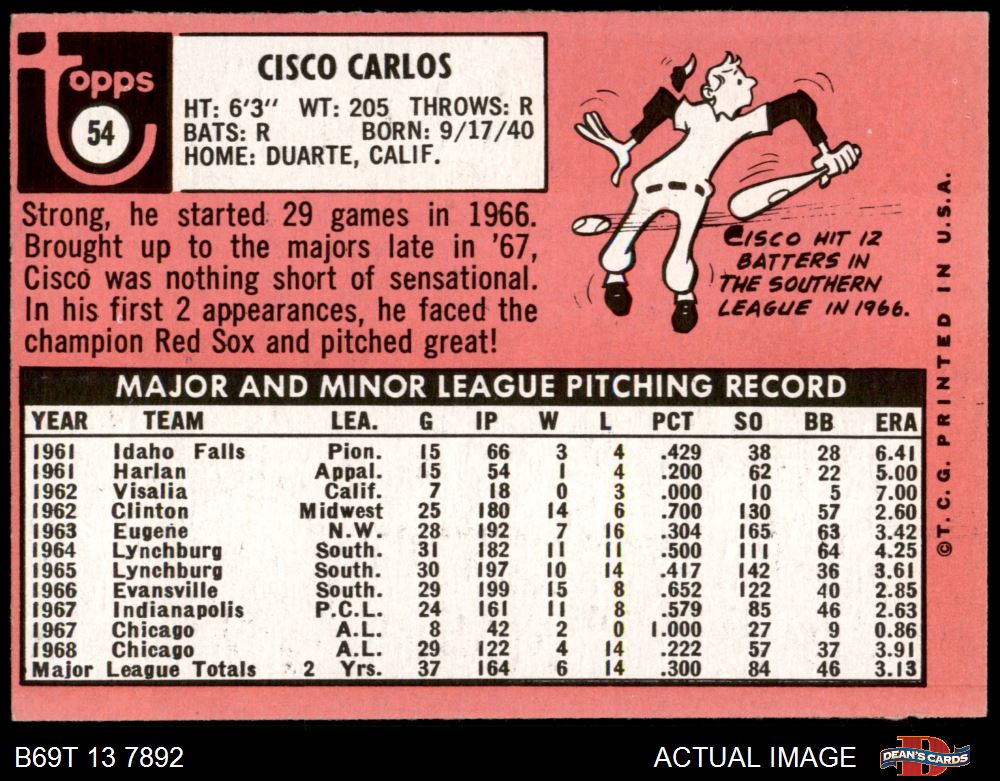 Topps
54
CISCO CARLOS
HT: 6'3" WT: 205 THROWS: R
BATS: R BORN: 9/17/40
HOME: DUARTE, CALIF.
Strong, he started 29 games in 1966.
Brought up to the majors late in '67,
Cisco was nothing short of sensational.
In his first 2 appearances, he faced the
champion Red Sox and pitched great!
CISCO HIT 12
BATTERS IN
THE SOUTHERN
LEAGUE IN 1966.
MAJOR AND MINOR LEAGUE PITCHING RECORD
YEAR TEAM LEA. G IP W L PCT SO BB ERA
1961 Idaho Falls Pion. 15 66 3 4 .429 38 28 6.41
1961 Harlan Appal. 15 54 1 4 .200 62 22 5.00
1962 Visalia Calif. 7 18 0 3 .000 10 5 7.00
1962 Clinton Midwest 25 180 14 6 .700 130 57 2.60
1963 Eugene N.W. 28 192 7 16 .304 165 63 3.42
1964 Lynchburg South. 31 182 11 11 .500 111 64 4.25
1965 Lynchburg South. 30 197 10 14 .417 142 36 3.61
1966 Evansville South. 29 199 15 8 .652 122 40 2.85
1967 Indianapolis P.C.L. 24 161 11 8 .579 85 46 2.63
1967 Chicago A.L. 8 42 2 0 1.000 27 9 0.86
1968 Chicago A.L. 29 122 4 14 .222 57 37 3.91
Major League Totals 2 Yrs. 37 164 6 14 .300 84 46 3.13
©T.C.G. PRINTED IN U.S.A.
B69T 13 7892
ACTUAL IMAGE
DEAN'S CARDS